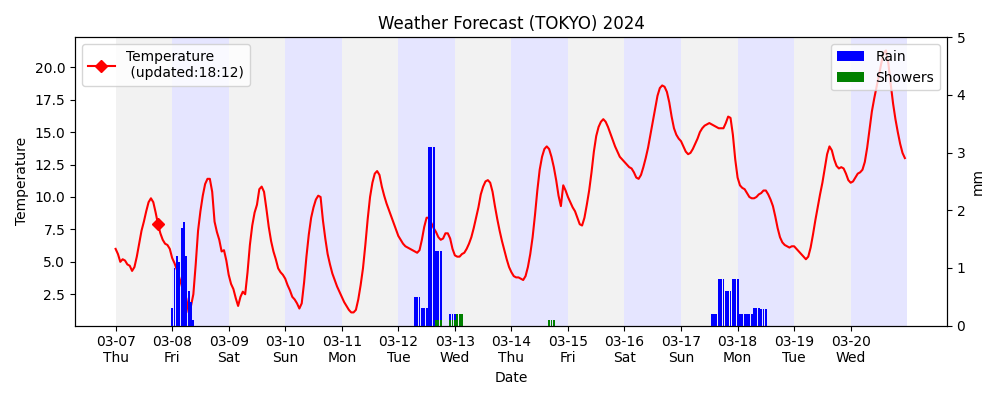 Weather Forecast (TOKYO) 2024
Temperature
(updated:18:12)
Rain
Showers
Temperature
20.0
17.5
15.0
12.5
10.0
7.5
5.0
2.5
5
4
3
2
1
0
mm
03-07 03-08 03-09 03-10 03-11 03-12 03-13 03-14 03-15 03-16 03-17 03-18 03-19 03-20
Thu Fri Sat Sun Mon Tue Wed Thu Fri Sat Sun Mon Tue Wed
Date